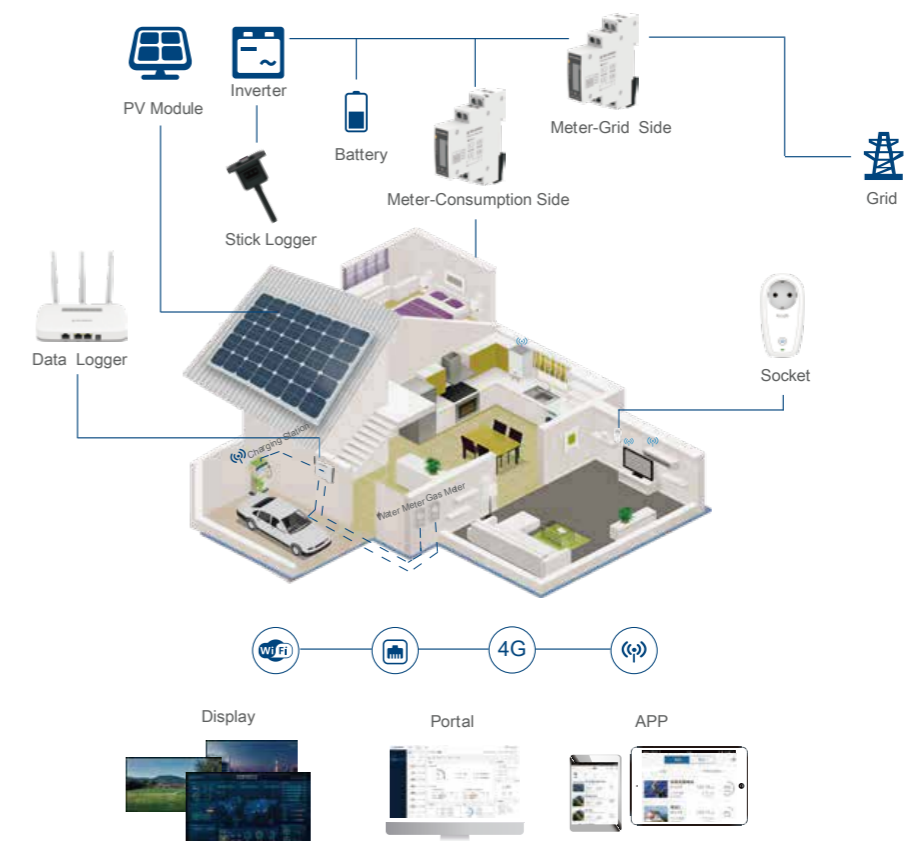 PV Module
Inverter
Battery
Meter-Grid  Side
Meter-Consumption Side
Grid
Stick Logger
Data  Logger
Socket
Charging Station
Water Meter
Gas Meter
WiFi
4G
Display
Portal
APP